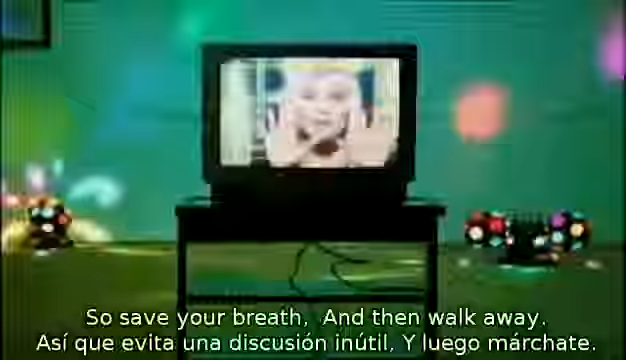 So save your breath,  And then walk away.
Así que evita una discusión inútil, Y luego márchate.